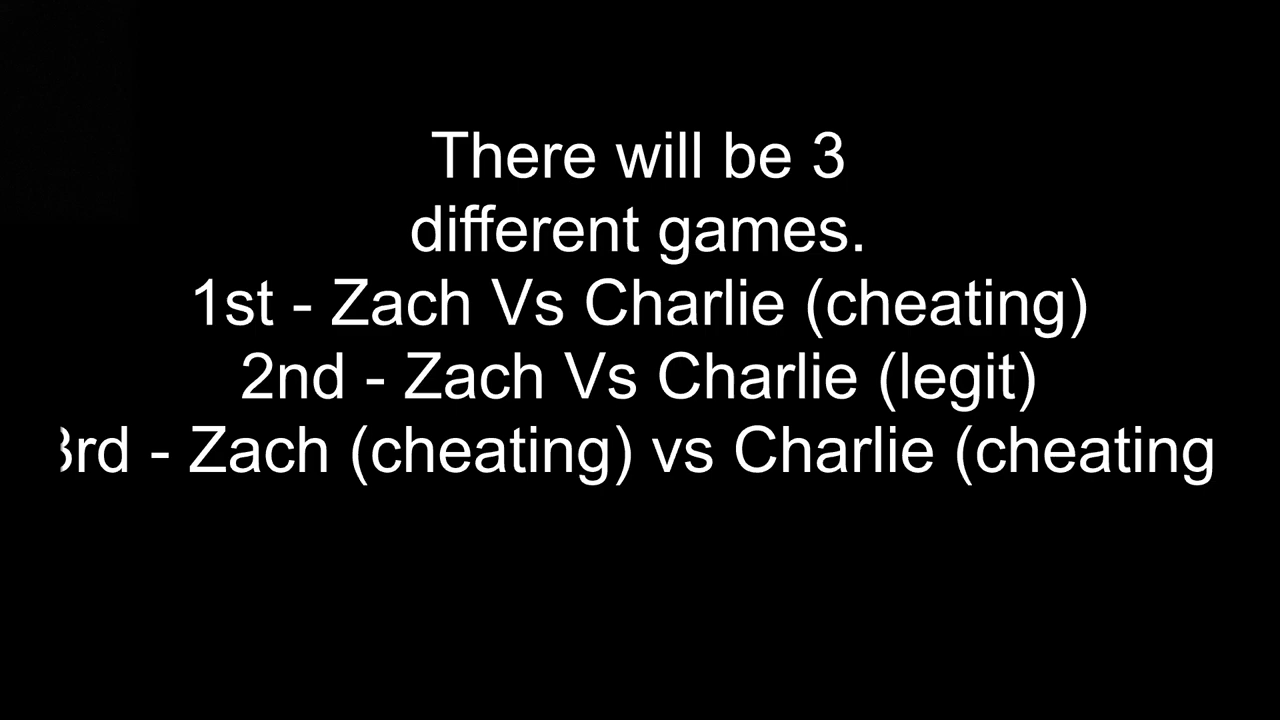 There will be 3
different games.
1st - Zach Vs Charlie (cheating)
2nd - Zach Vs Charlie (legit)
3rd - Zach (cheating) vs Charlie (cheating